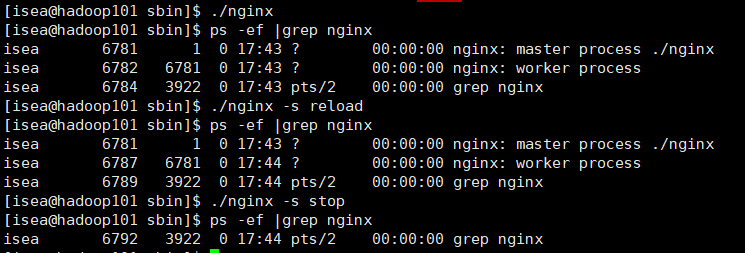 [isea@hadoop101 sbin]$ ./nginx
[isea@hadoop101 sbin]$ ps -ef |grep nginx
isea      6781     1  0 17:43 ?        00:00:00 nginx: master process ./nginx
isea      6782  6781  0 17:43 ?        00:00:00 nginx: worker process
isea      6784  3922  0 17:43 pts/2    00:00:00 grep nginx
[isea@hadoop101 sbin]$ ./nginx -s reload
[isea@hadoop101 sbin]$ ps -ef |grep nginx
isea      6781     1  0 17:43 ?        00:00:00 nginx: master process ./nginx
isea      6787  6781  0 17:44 ?        00:00:00 nginx: worker process
isea      6789  3922  0 17:44 pts/2    00:00:00 grep nginx
[isea@hadoop101 sbin]$ ./nginx -s stop
[isea@hadoop101 sbin]$ ps -ef |grep nginx
isea      6792  3922  0 17:44 pts/2    00:00:00 grep nginx